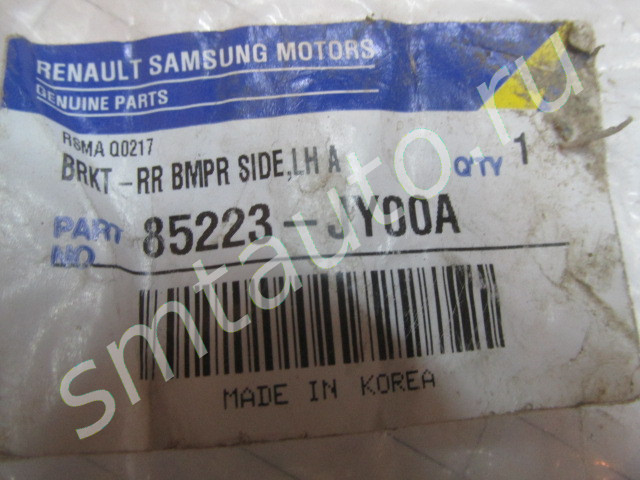 RENAULT SAMSUNG MOTORS
GENUINE PARTS
RSMA Q0217
BRKT-RR BMPR SIDE,LH A
Q'TY 1
PART NO 85223-JY00A
MADE IN KOREA
smtauto.ru